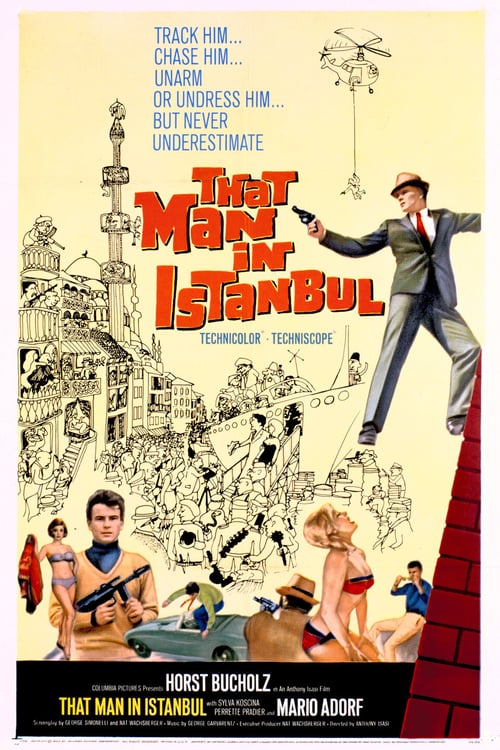 TRACK HIM...
CHASE HIM...
UNARM
OR UNDRESS HIM...
BUT NEVER
UNDERESTIMATE
THAT
MAN
IN
ISTANBUL
TECHNICOLOR® · TECHNISCOPE®
COLUMBIA PICTURES Presents HORST BUCHOLZ in An Anthony Isasi Film
THAT MAN IN ISTANBUL with SYLVA KOSCINA PERRETTE PRADIER and MARIO ADORF
Screenplay by GEORGE SIMONELLI and NAT WACHSBERGER • Music by GEORGE GARVARENTZ • Executive Producer NAT WACHSBERGER • Directed by ANTHONY ISASI